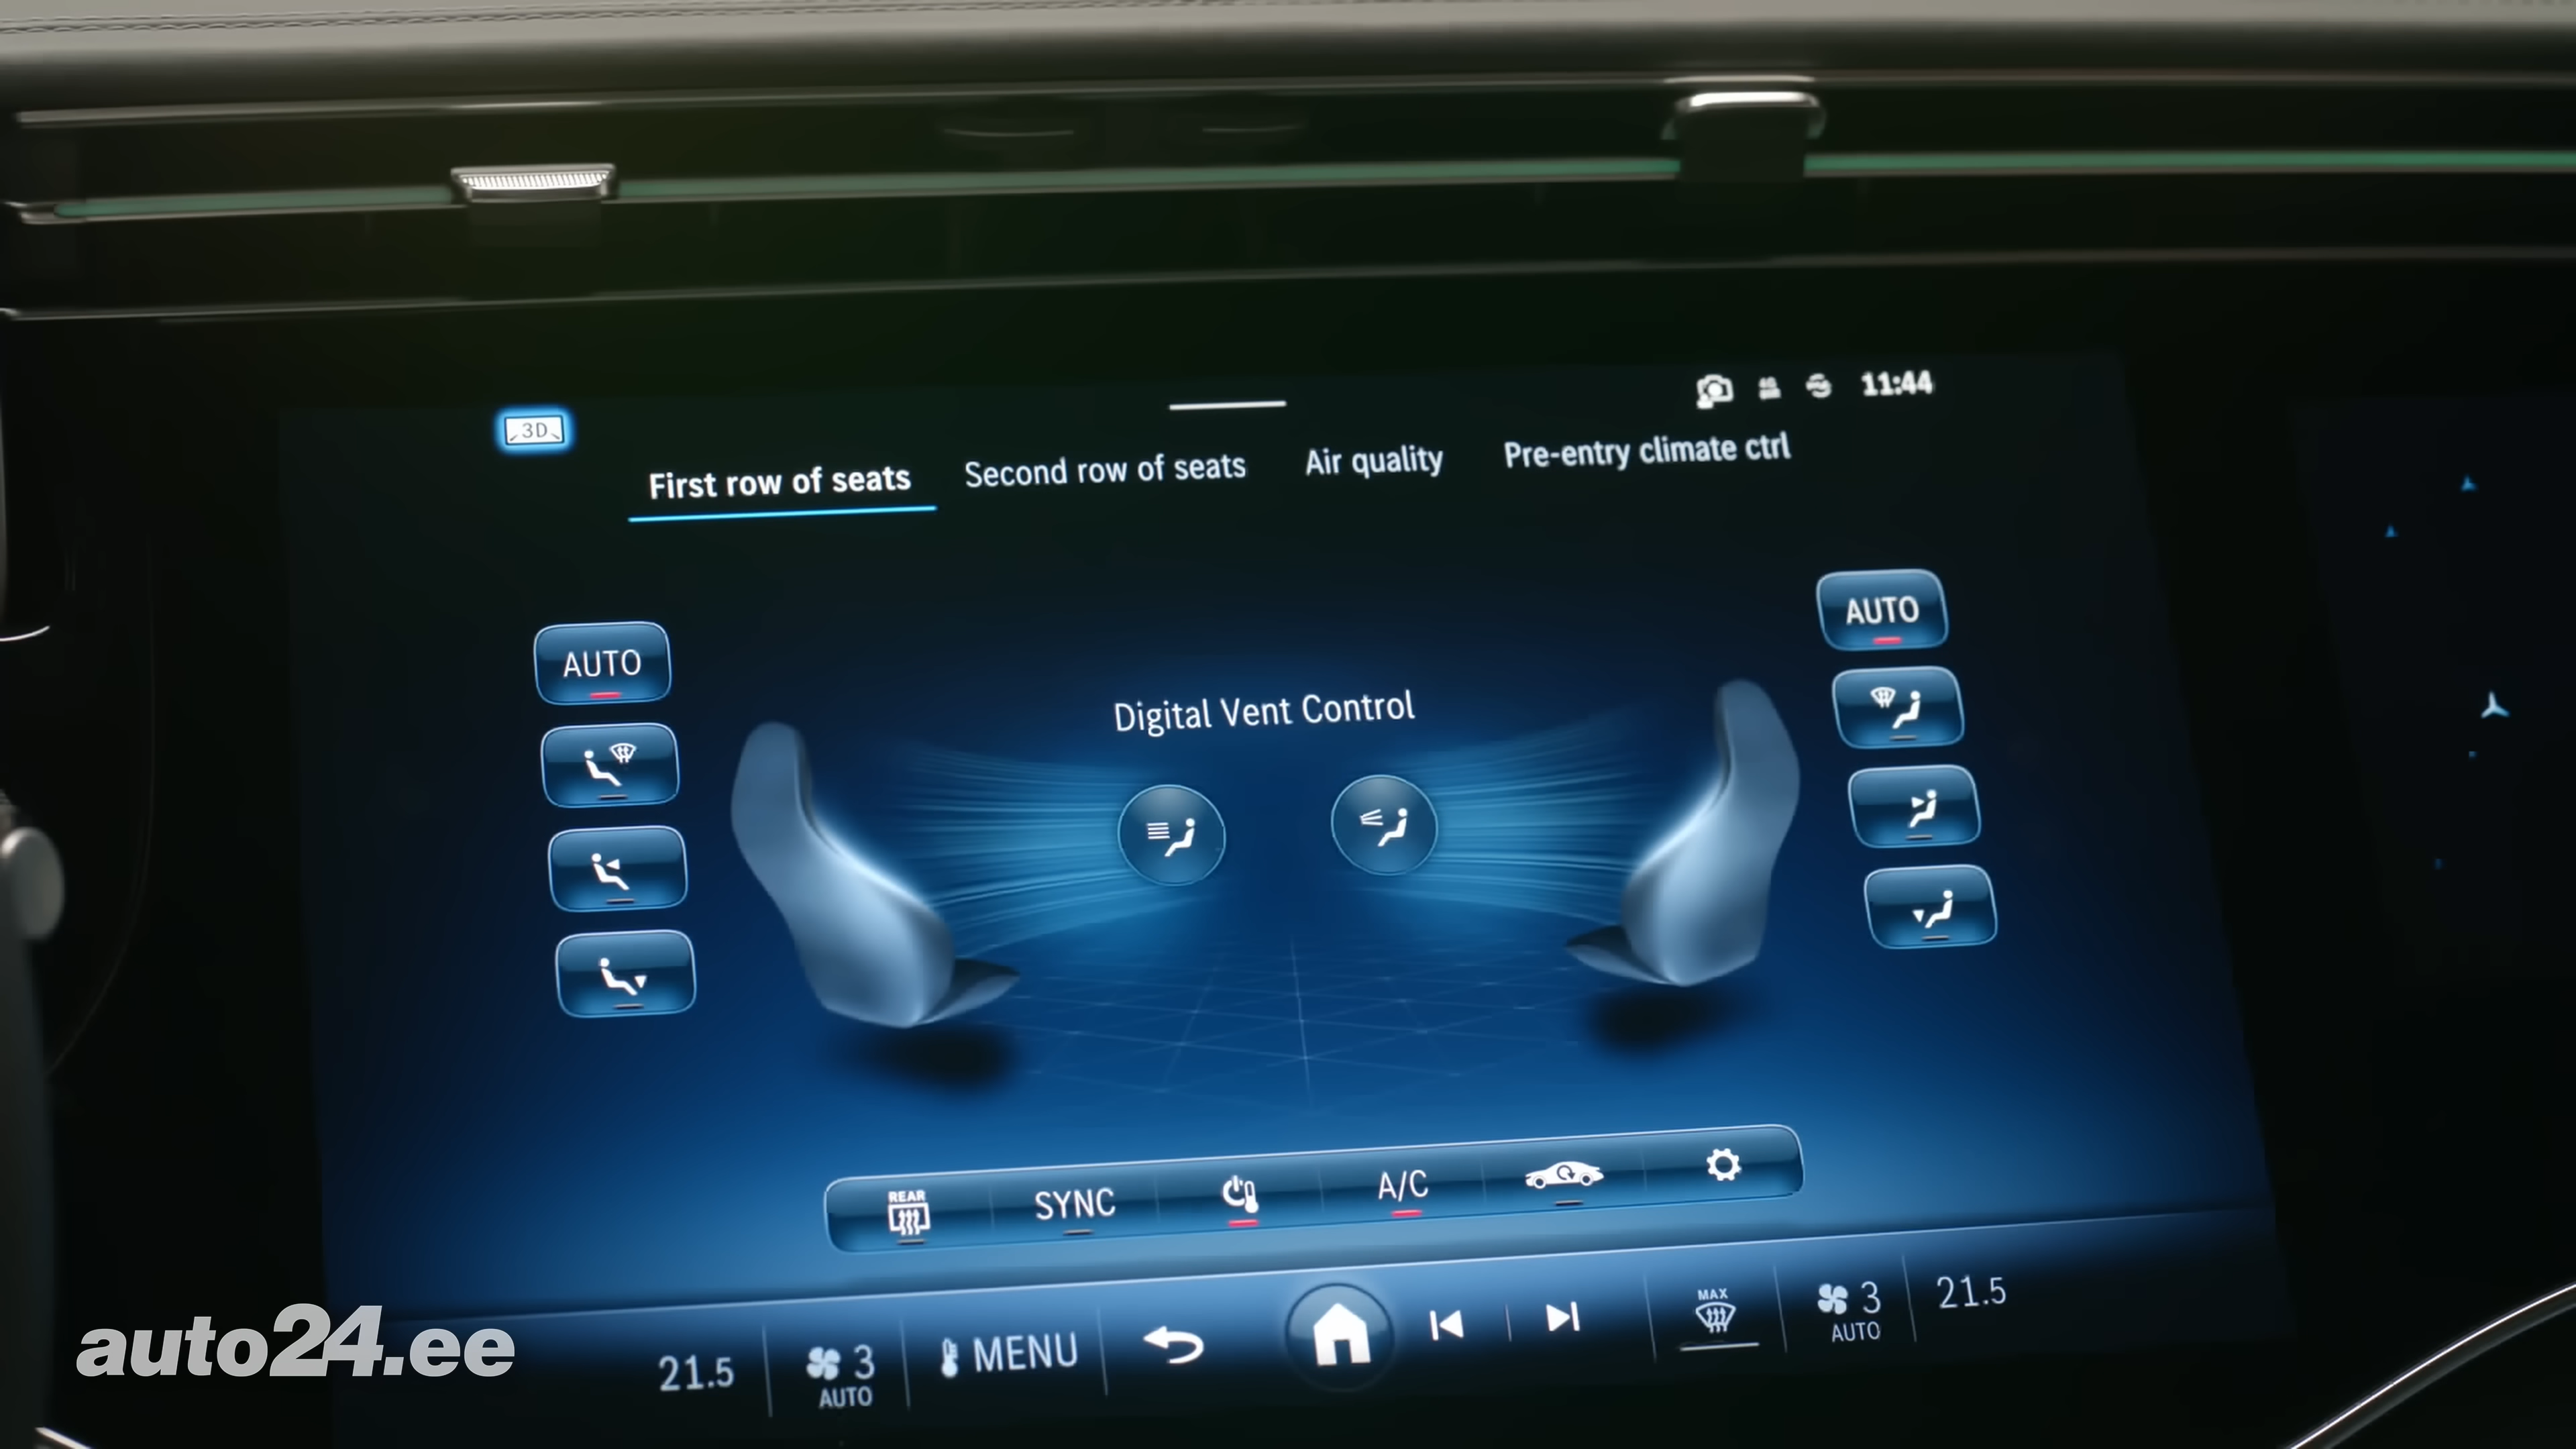 11:44
3D
First row of seats
Second row of seats
Air quality
Pre-entry climate ctrl
AUTO
AUTO
Digital Vent Control
REAR
SYNC
A/C
21.5
3
AUTO
MENU
MAX
3
AUTO
21.5
auto24.ee